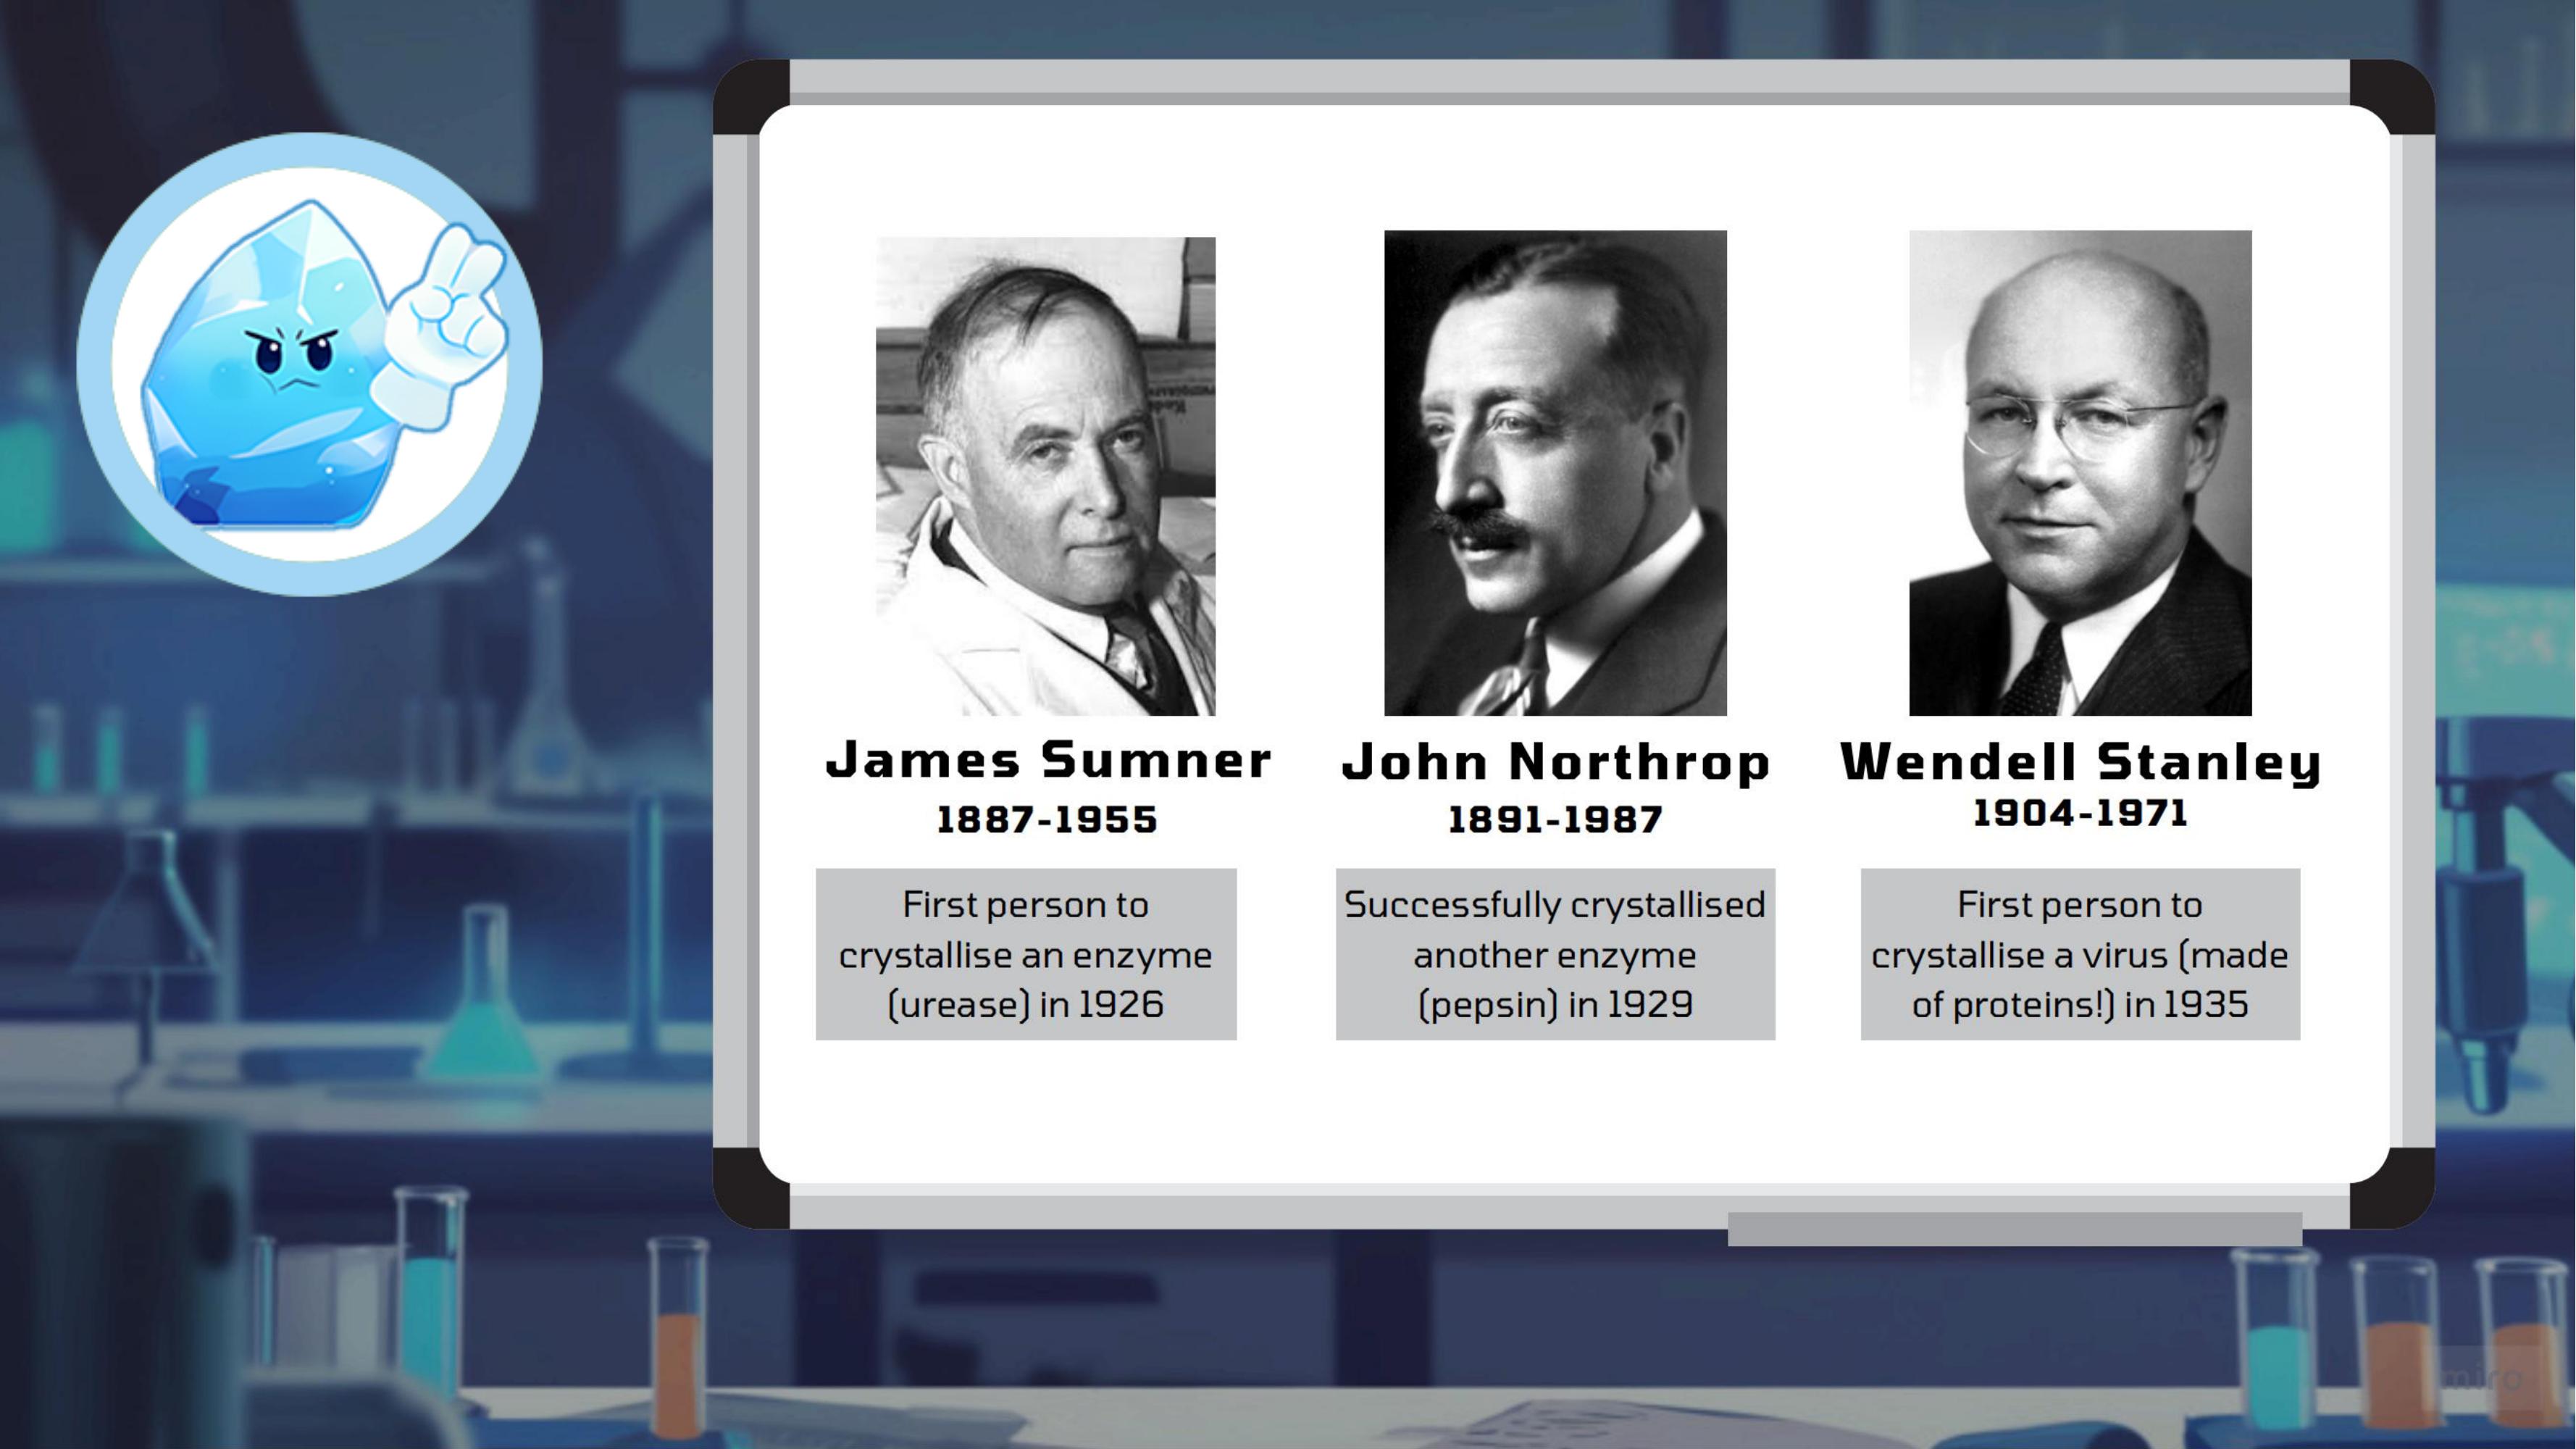 James Sumner
1887-1955
First person to
crystallise an enzyme
(urease) in 1926
John Northrop
1891-1987
Successfully crystallised
another enzyme
(pepsin) in 1929
Wendell Stanley
1904-1971
First person to
crystallise a virus (made
of proteins!) in 1935
miro